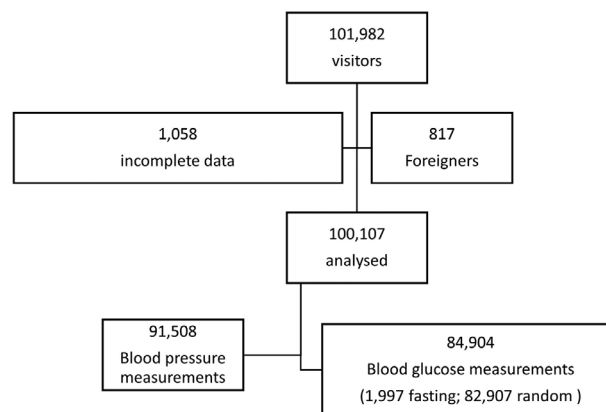 101,982
visitors
1,058
incomplete data
817
Foreigners
100,107
analysed
91,508
Blood pressure
measurements
84,904
Blood glucose measurements
(1,997 fasting; 82,907 random )